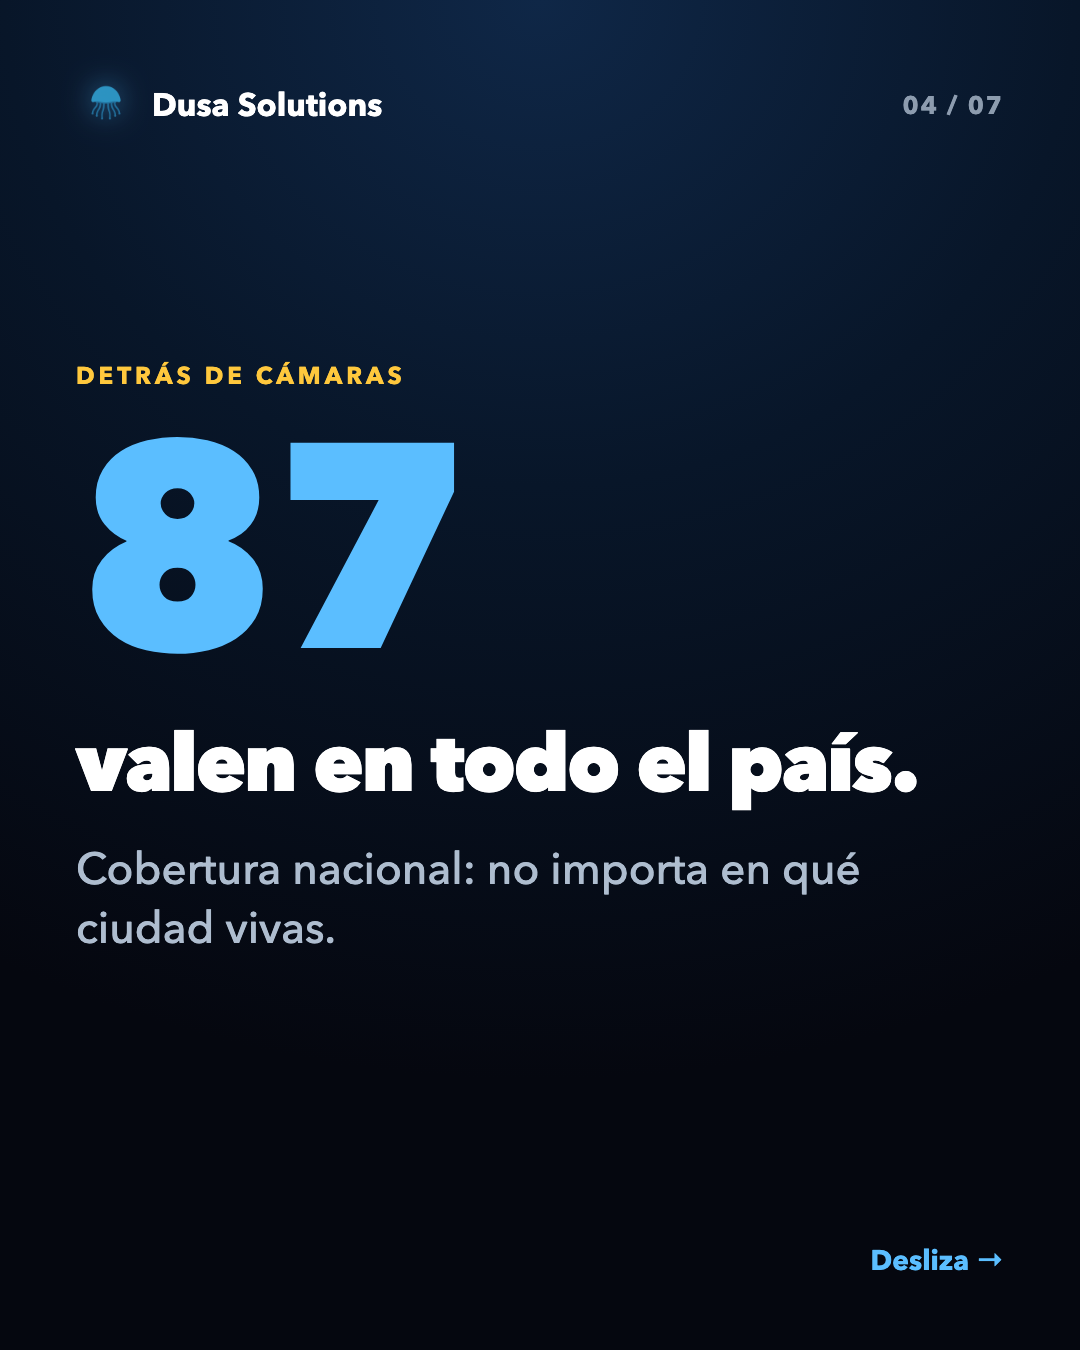 Dusa Solutions
04 / 07
DETRÁS DE CÁMARAS
87
valen en todo el país.
Cobertura nacional: no importa en qué
ciudad vivas.
Desliza →